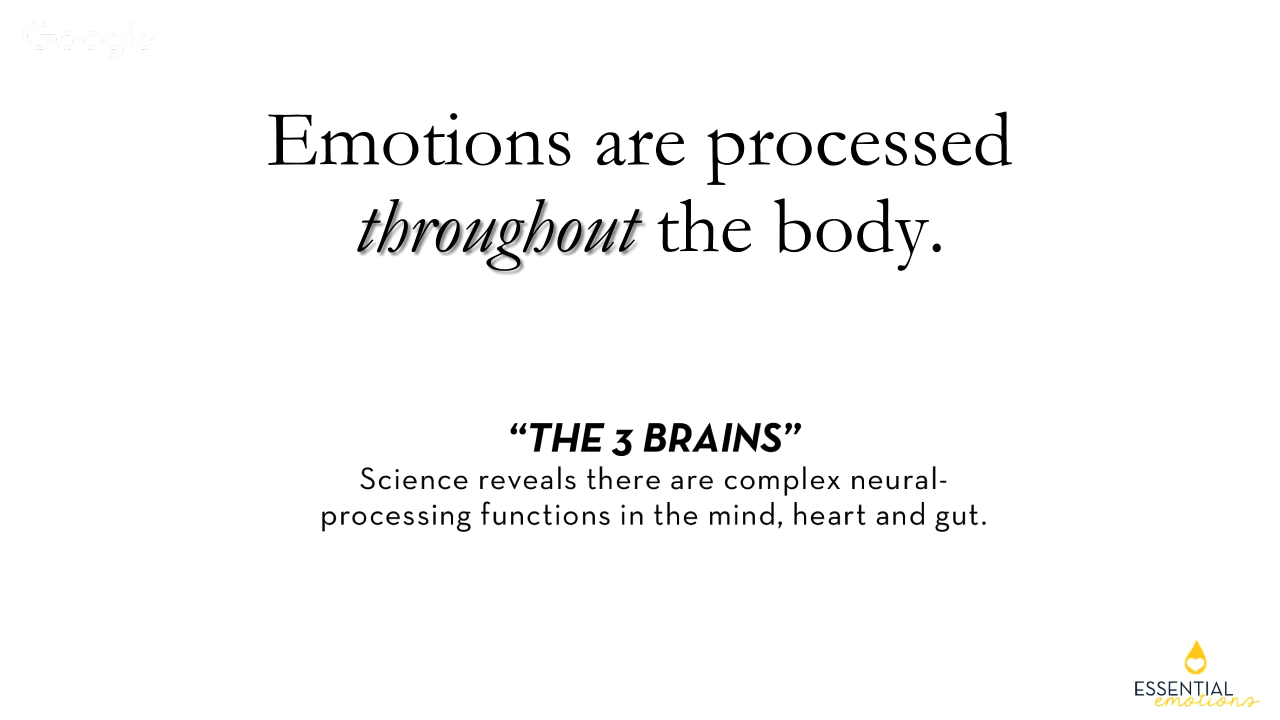 Google
Emotions are processed
throughout the body.
“THE 3 BRAINS”
Science reveals there are complex neural-
processing functions in the mind, heart and gut.
ESSENTIAL
emotions